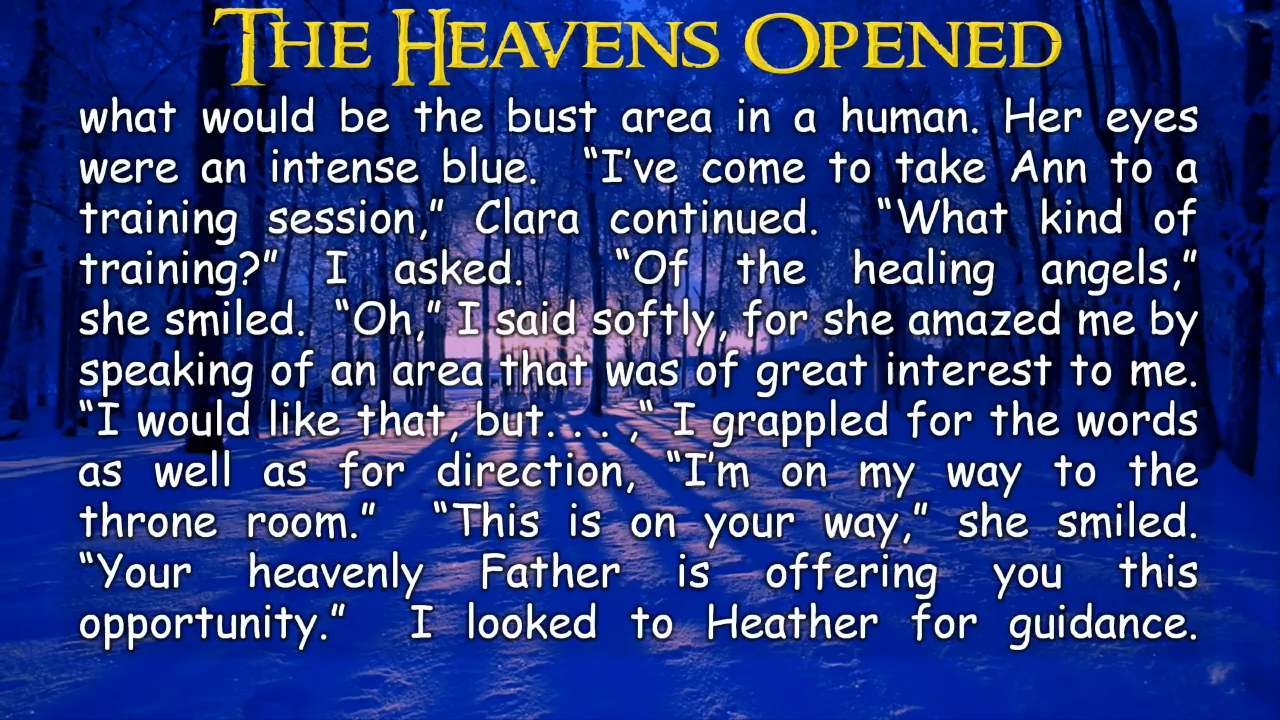 THE HEAVENS OPENED
what would be the bust area in a human. Her eyes
were an intense blue. “I’ve come to take Ann to a
training session,” Clara continued. “What kind of
training?” I asked. “Of the healing angels,”
she smiled. “Oh,” I said softly, for she amazed me by
speaking of an area that was of great interest to me.
“I would like that, but. . . ,“ I grappled for the words
as well as for direction, “I’m on my way to the
throne room.” “This is on your way,” she smiled.
“Your heavenly Father is offering you this
opportunity.” I looked to Heather for guidance.